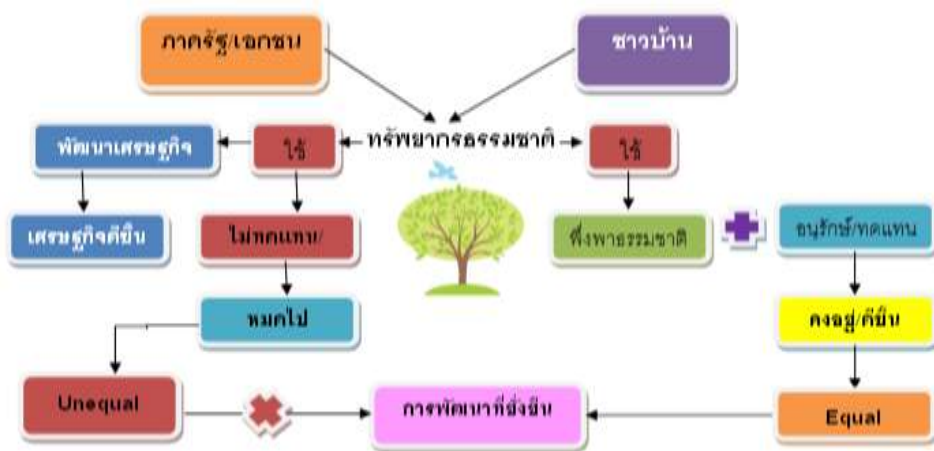 ภาครัฐ/เอกชน
ชาวบ้าน
ทรัพยากรธรรมชาติ
พัฒนาเศรษฐกิจ
ใช้
ใช้
เศรษฐกิจดีขึ้น
ไม่ทดแทน/
พึ่งพาธรรมชาติ
อนุรักษ์/ทดแทน
หมดไป
คงอยู่/ดีขึ้น
Unequal
การพัฒนาที่ยั่งยืน
Equal